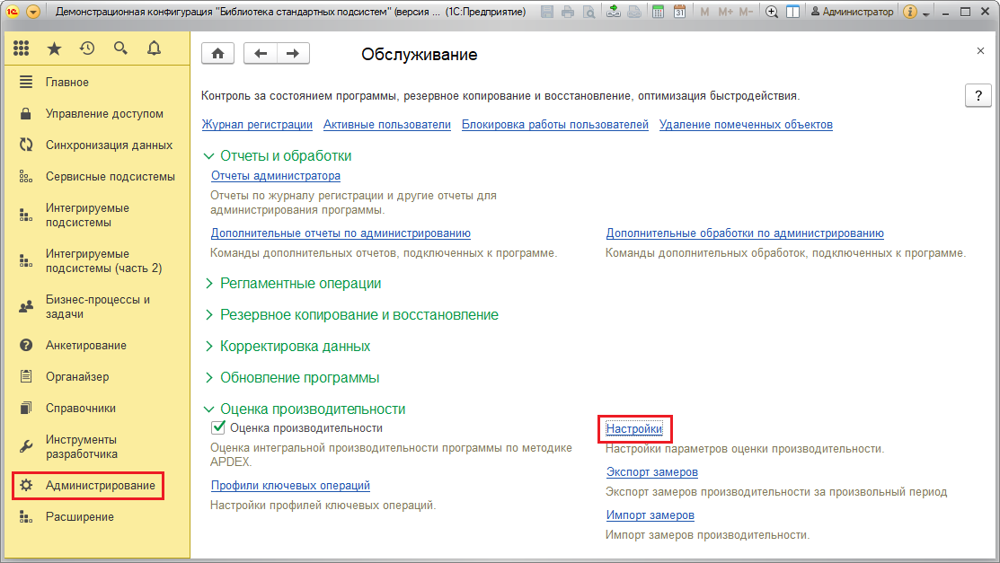 Демонстрационная конфигурация "Библиотека стандартных подсистем" (версия ... (1С:Предприятие)
M M+ M-
Администратор
Главное
Управление доступом
Синхронизация данных
Сервисные подсистемы
Интегрируемые
подсистемы
Интегрируемые
подсистемы (часть 2)
Бизнес-процессы и
задачи
Анкетирование
Органайзер
Справочники
Инструменты
разработчика
Администрирование
Расширение
Обслуживание
Контроль за состоянием программы, резервное копирование и восстановление, оптимизация быстродействия.
?
Журнал регистрации Активные пользователи Блокировка работы пользователей Удаление помеченных объектов
Отчеты и обработки
Отчеты администратора
Отчеты по журналу регистрации и другие отчеты для
администрирования программы.
Дополнительные отчеты по администрированию
Команды дополнительных отчетов, подключенных к программе.
Дополнительные обработки по администрированию
Команды дополнительных обработок, подключенных к программе.
Регламентные операции
Резервное копирование и восстановление
Корректировка данных
Обновление программы
Оценка производительности
Оценка производительности
Оценка интегральной производительности программы по методике
APDEX.
Профили ключевых операций
Настройки профилей ключевых операций.
Настройки
Настройки параметров оценки производительности.
Экспорт замеров
Экспорт замеров производительности за произвольный период
Импорт замеров
Импорт замеров производительности.